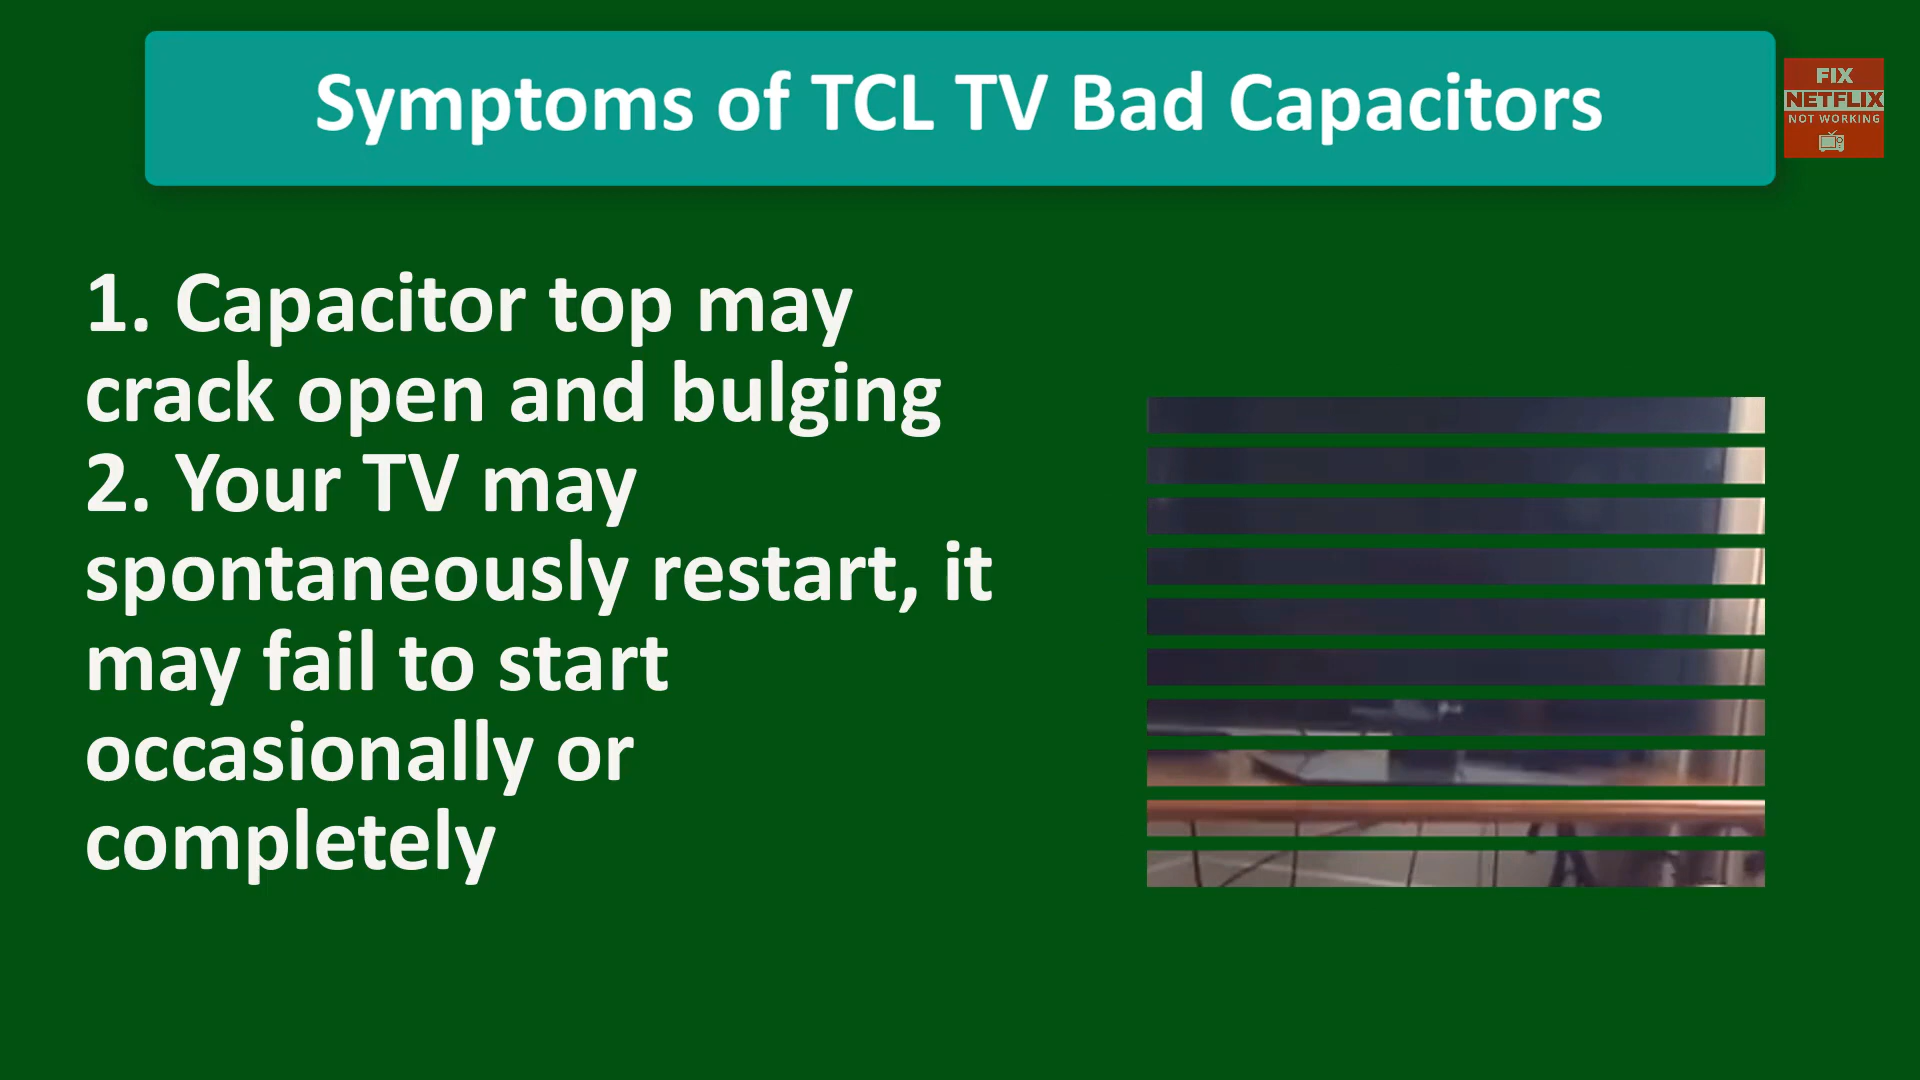 Symptoms of TCL TV Bad Capacitors
FIX
NETFLIX
NOT WORKING
1. Capacitor top may
crack open and bulging
2. Your TV may
spontaneously restart, it
may fail to start
occasionally or
completely